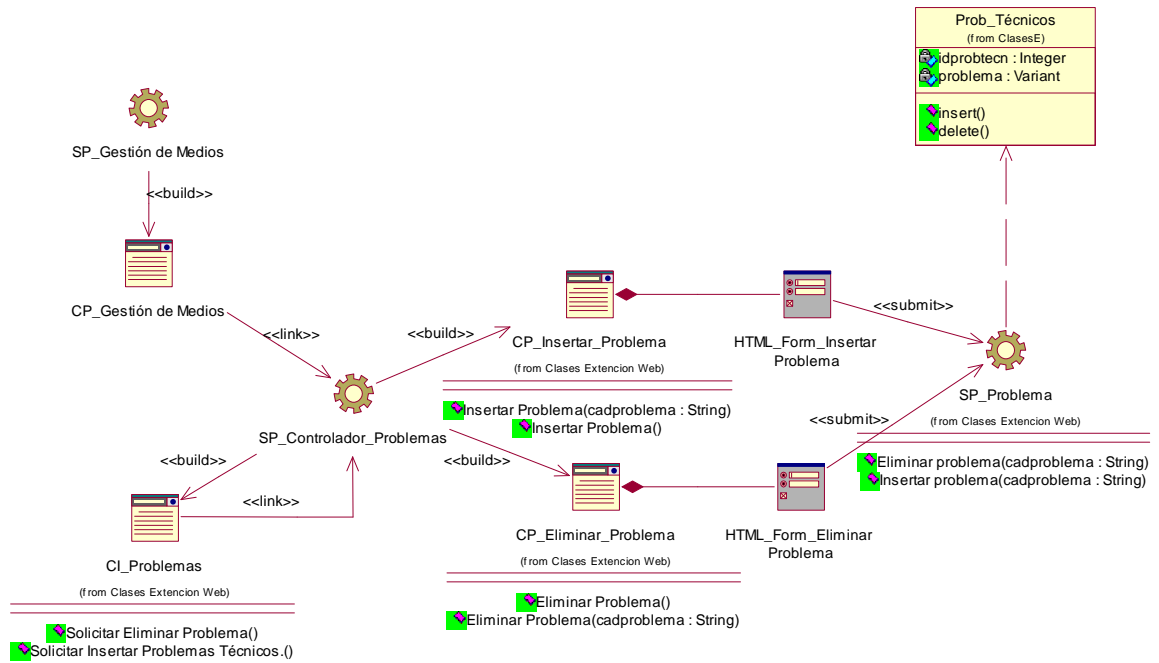 Prob_Técnicos
(from ClasesE)
idprobtecn : Integer
problema : Variant
insert()
delete()
SP_Gestión de Medios
<<build>>
CP_Gestión de Medios
<<link>>
<<build>>
CP_Insertar_Problema
(from Clases Extencion Web)
Insertar Problema(cadproblema : String)
Insertar Problema()
HTML_Form_Insertar
Problema
<<submit>>
SP_Problema
(from Clases Extencion Web)
Eliminar problema(cadproblema : String)
Insertar problema(cadproblema : String)
<<submit>>
SP_Controlador_Problemas
<<build>>
<<link>>
<<build>>
CI_Problemas
(from Clases Extencion Web)
Solicitar Eliminar Problema()
Solicitar Insertar Problemas Técnicos.()
CP_Eliminar_Problema
(from Clases Extencion Web)
Eliminar Problema()
Eliminar Problema(cadproblema : String)
HTML_Form_Eliminar
Problema